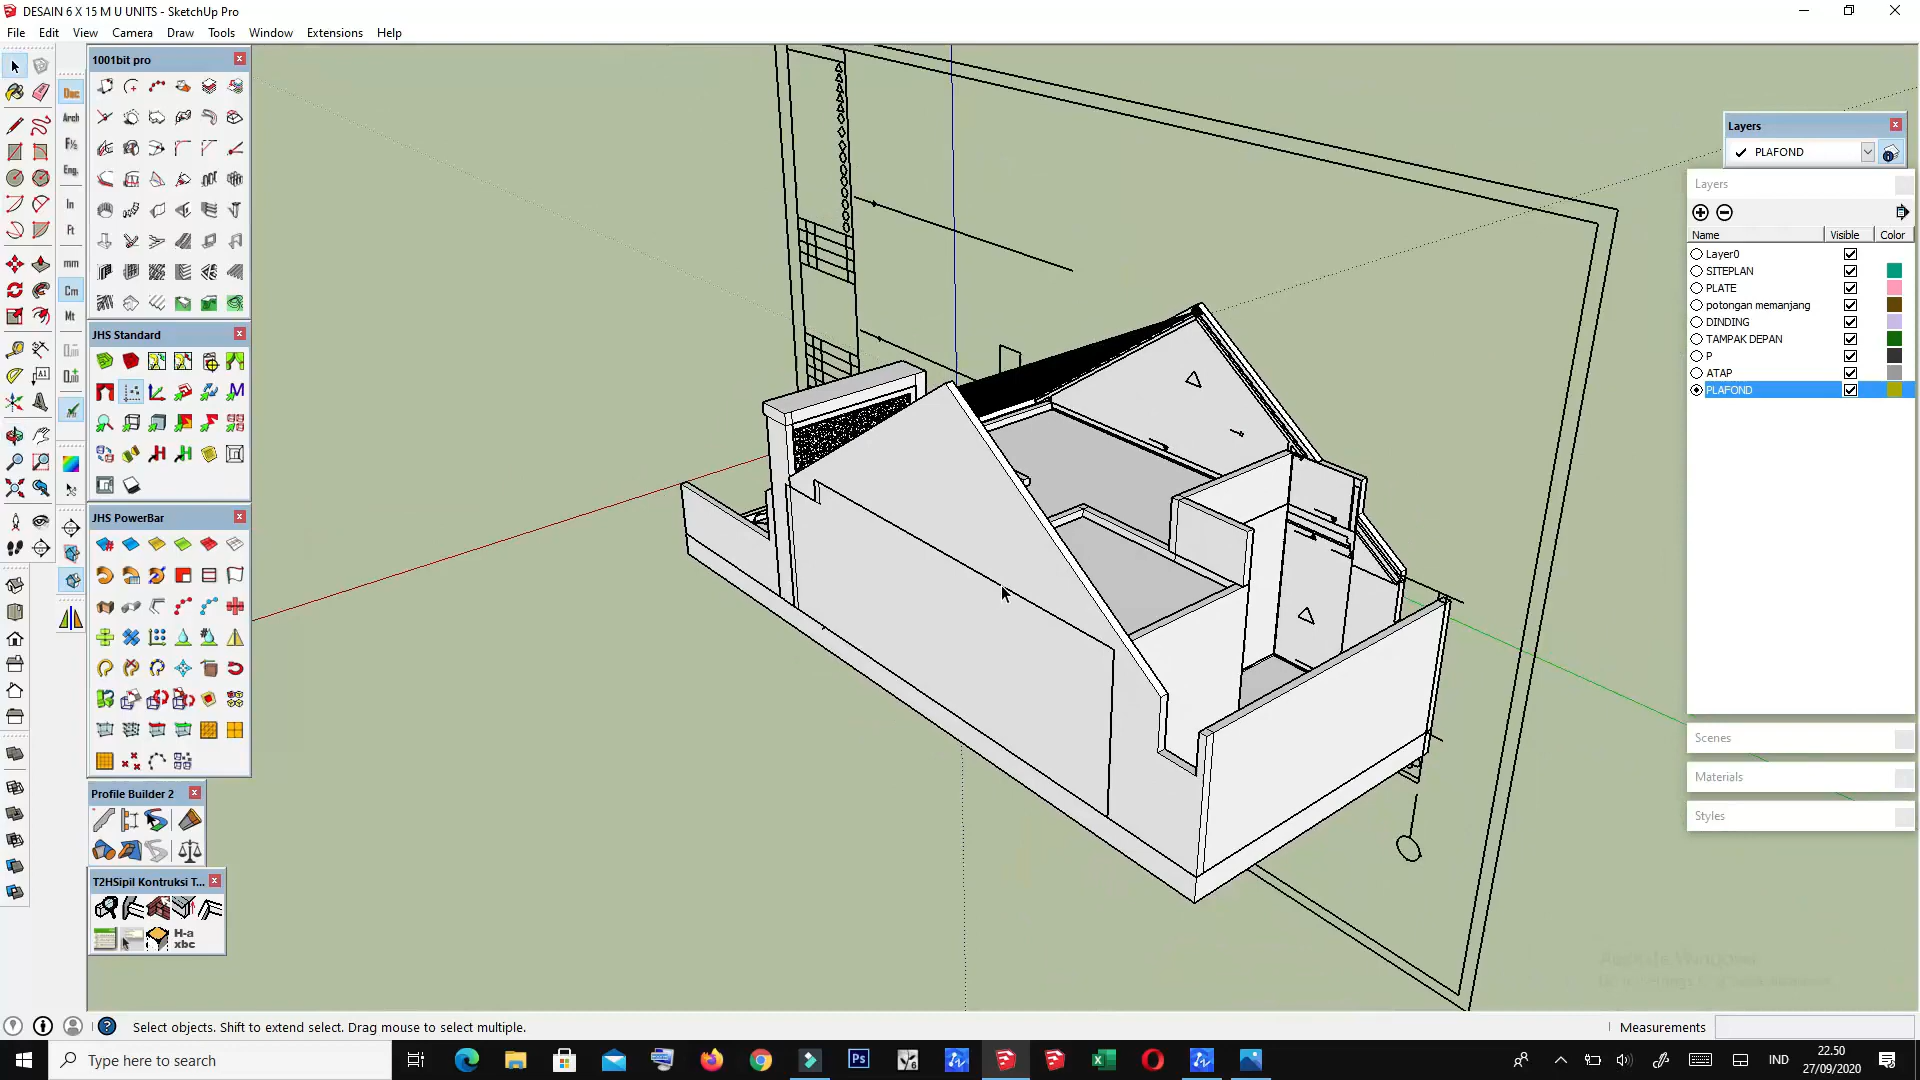 DESAIN 6 X 15 M U UNITS - SketchUp Pro
File Edit View Camera Draw Tools Window Extensions Help
1001bit pro
Arch
Eng.
In
Ft
mm
Cm
Mt
JHS Standard
JHS PowerBar
Profile Builder 2
T2HSipil Kontruksi T...
H-a
xbc
Layers
PLAFOND
Layers
Name Visible Color
Layer0
SITEPLAN
PLATE
potongan memanjang
DINDING
TAMPAK DEPAN
P
ATAP
PLAFOND
Scenes
Materials
Styles
Select objects. Shift to extend select. Drag mouse to select multiple.
Measurements
Type here to search
Ps
IND
22.50
27/09/2020